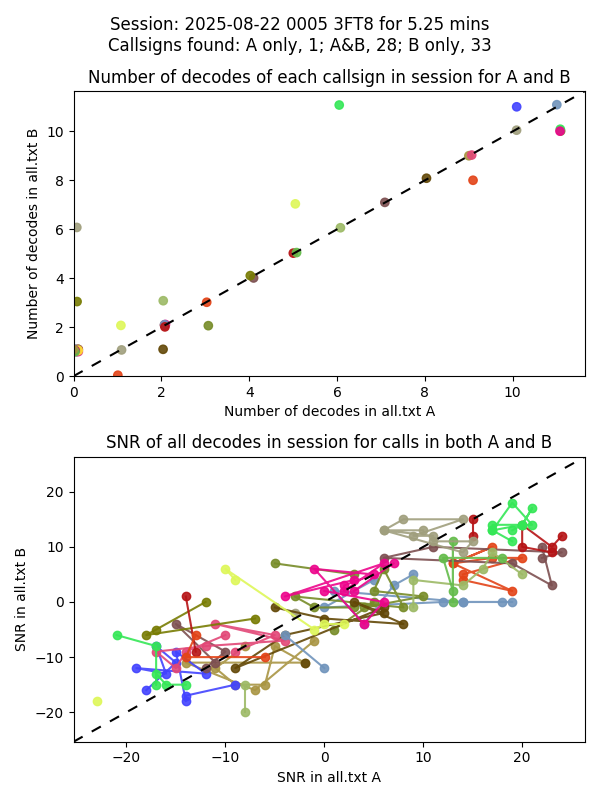 Session: 2025-08-22 0005 3FT8 for 5.25 mins
Callsigns found: A only, 1; A&B, 28; B only, 33
Number of decodes of each callsign in session for A and B
Number of decodes in all.txt B
10
8
6
4
2
0
0
2
4
6
8
10
Number of decodes in all.txt A
SNR of all decodes in session for calls in both A and B
SNR in all.txt B
20
10
0
−10
−20
−20
−10
0
10
20
SNR in all.txt A